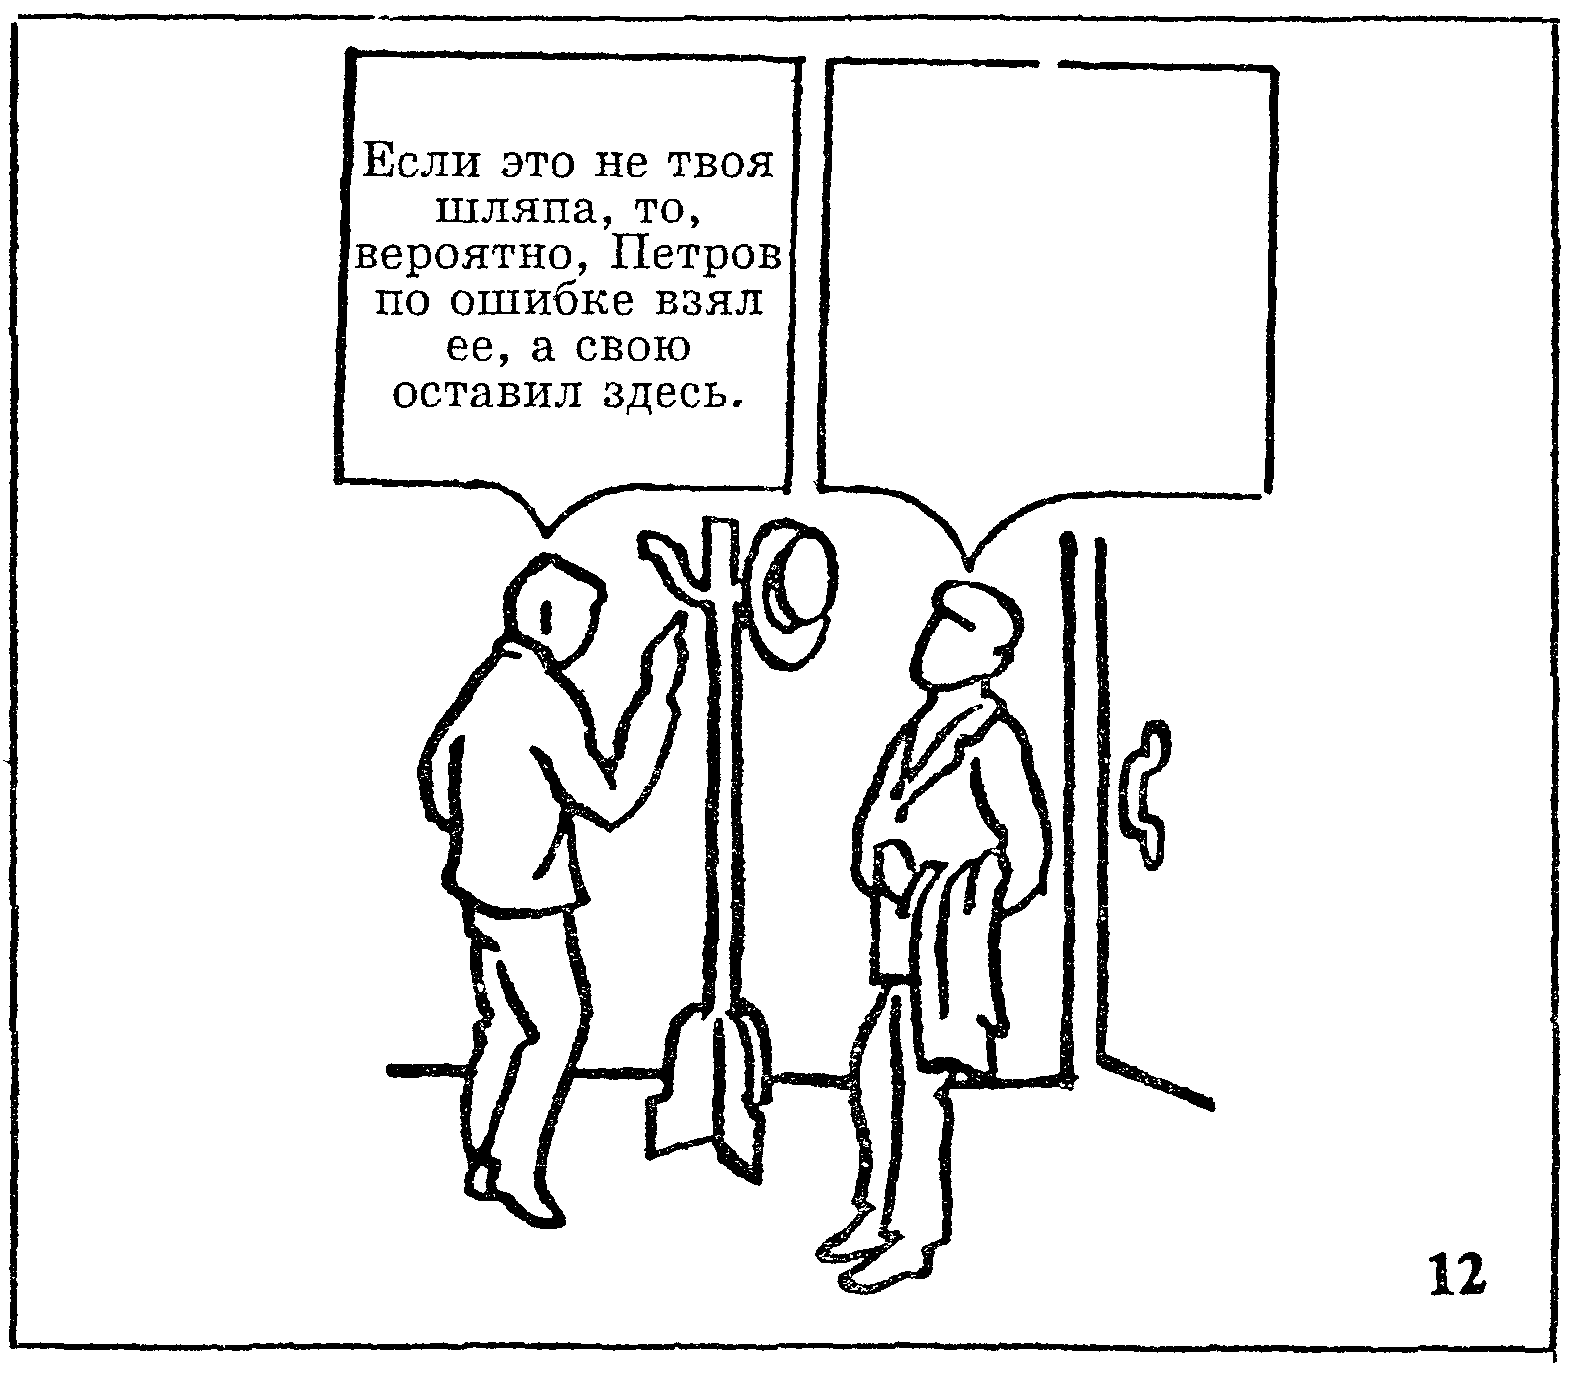 Если это не твоя
шляпа, то,
вероятно, Петров
по ошибке взял
ее, а свою
оставил здесь.
12